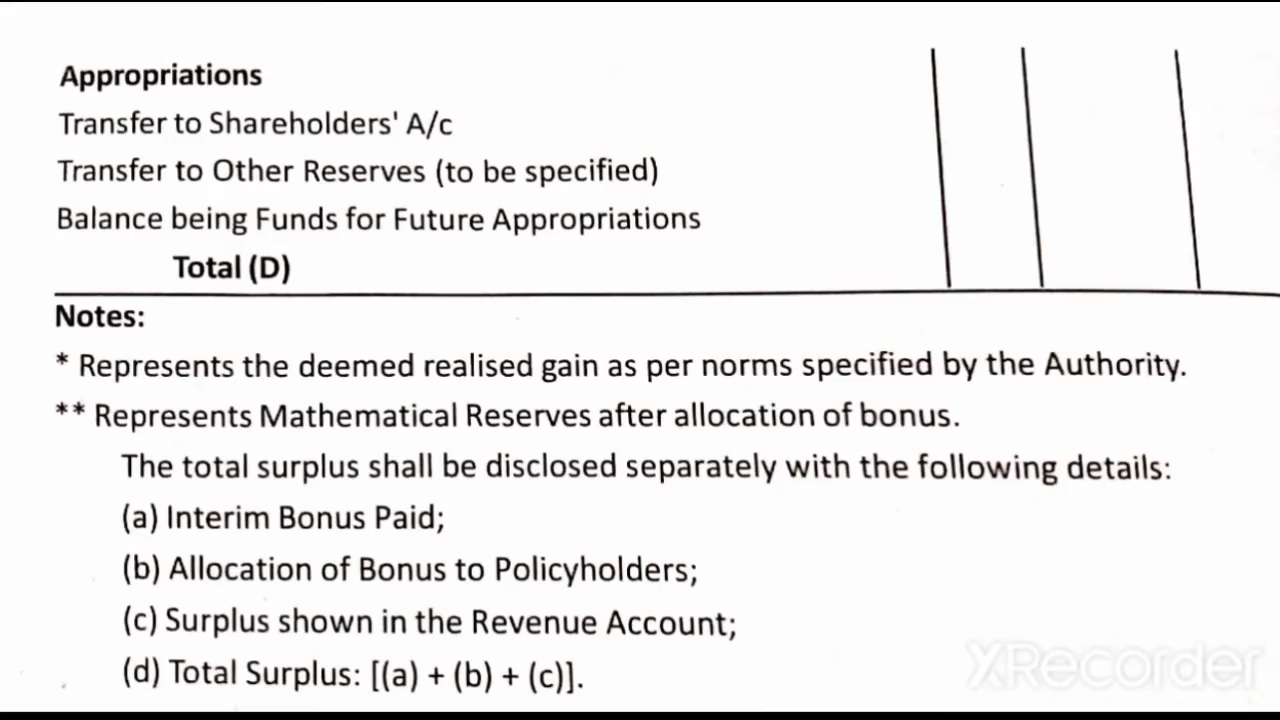 Appropriations
Transfer to Shareholders' A/c
Transfer to Other Reserves (to be specified)
Balance being Funds for Future Appropriations
Total (D)
Notes:
* Represents the deemed realised gain as per norms specified by the Authority.
** Represents Mathematical Reserves after allocation of bonus.
The total surplus shall be disclosed separately with the following details:
(a) Interim Bonus Paid;
(b) Allocation of Bonus to Policyholders;
(c) Surplus shown in the Revenue Account;
(d) Total Surplus: [(a) + (b) + (c)].
XRecorder